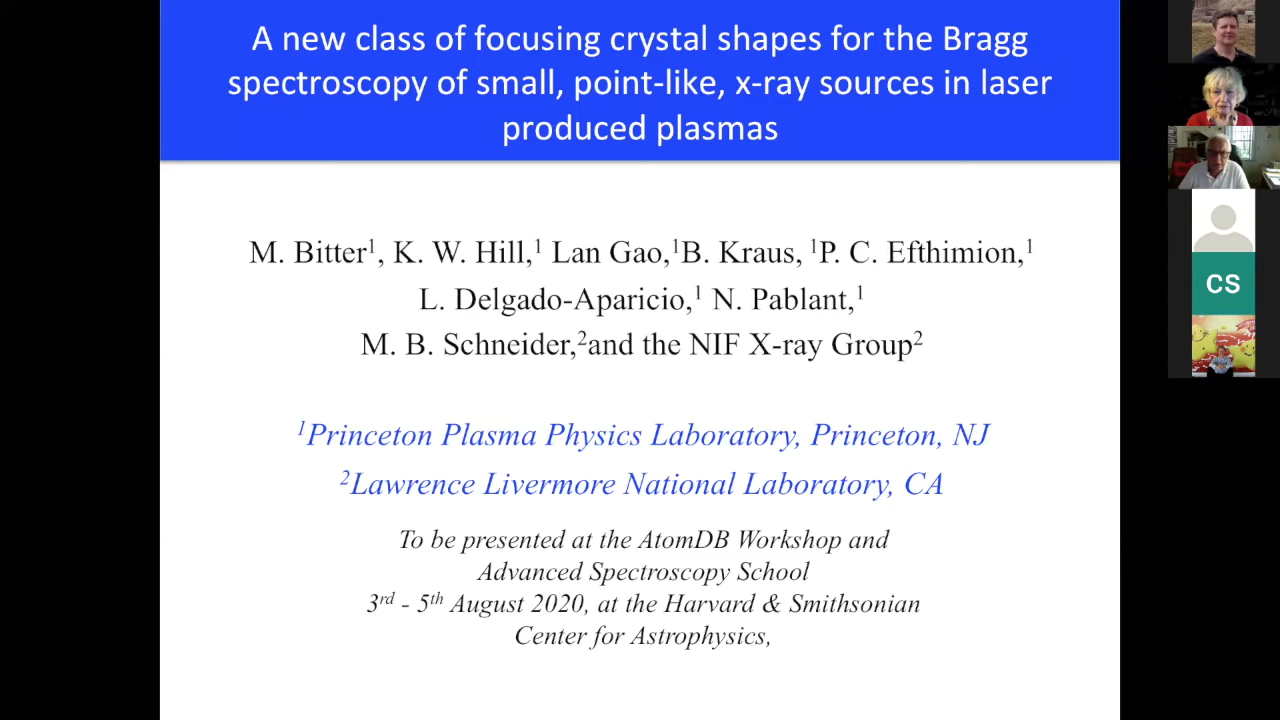 A new class of focusing crystal shapes for the Bragg
spectroscopy of small, point-like, x-ray sources in laser
produced plasmas
M. Bitter¹, K. W. Hill,¹ Lan Gao,¹B. Kraus, ¹P. C. Efthimion,¹
L. Delgado-Aparicio,¹ N. Pablant,¹
M. B. Schneider,²and the NIF X-ray Group²
¹Princeton Plasma Physics Laboratory, Princeton, NJ
²Lawrence Livermore National Laboratory, CA
To be presented at the AtomDB Workshop and
Advanced Spectroscopy School
3rd - 5th August 2020, at the Harvard & Smithsonian
Center for Astrophysics,
CS